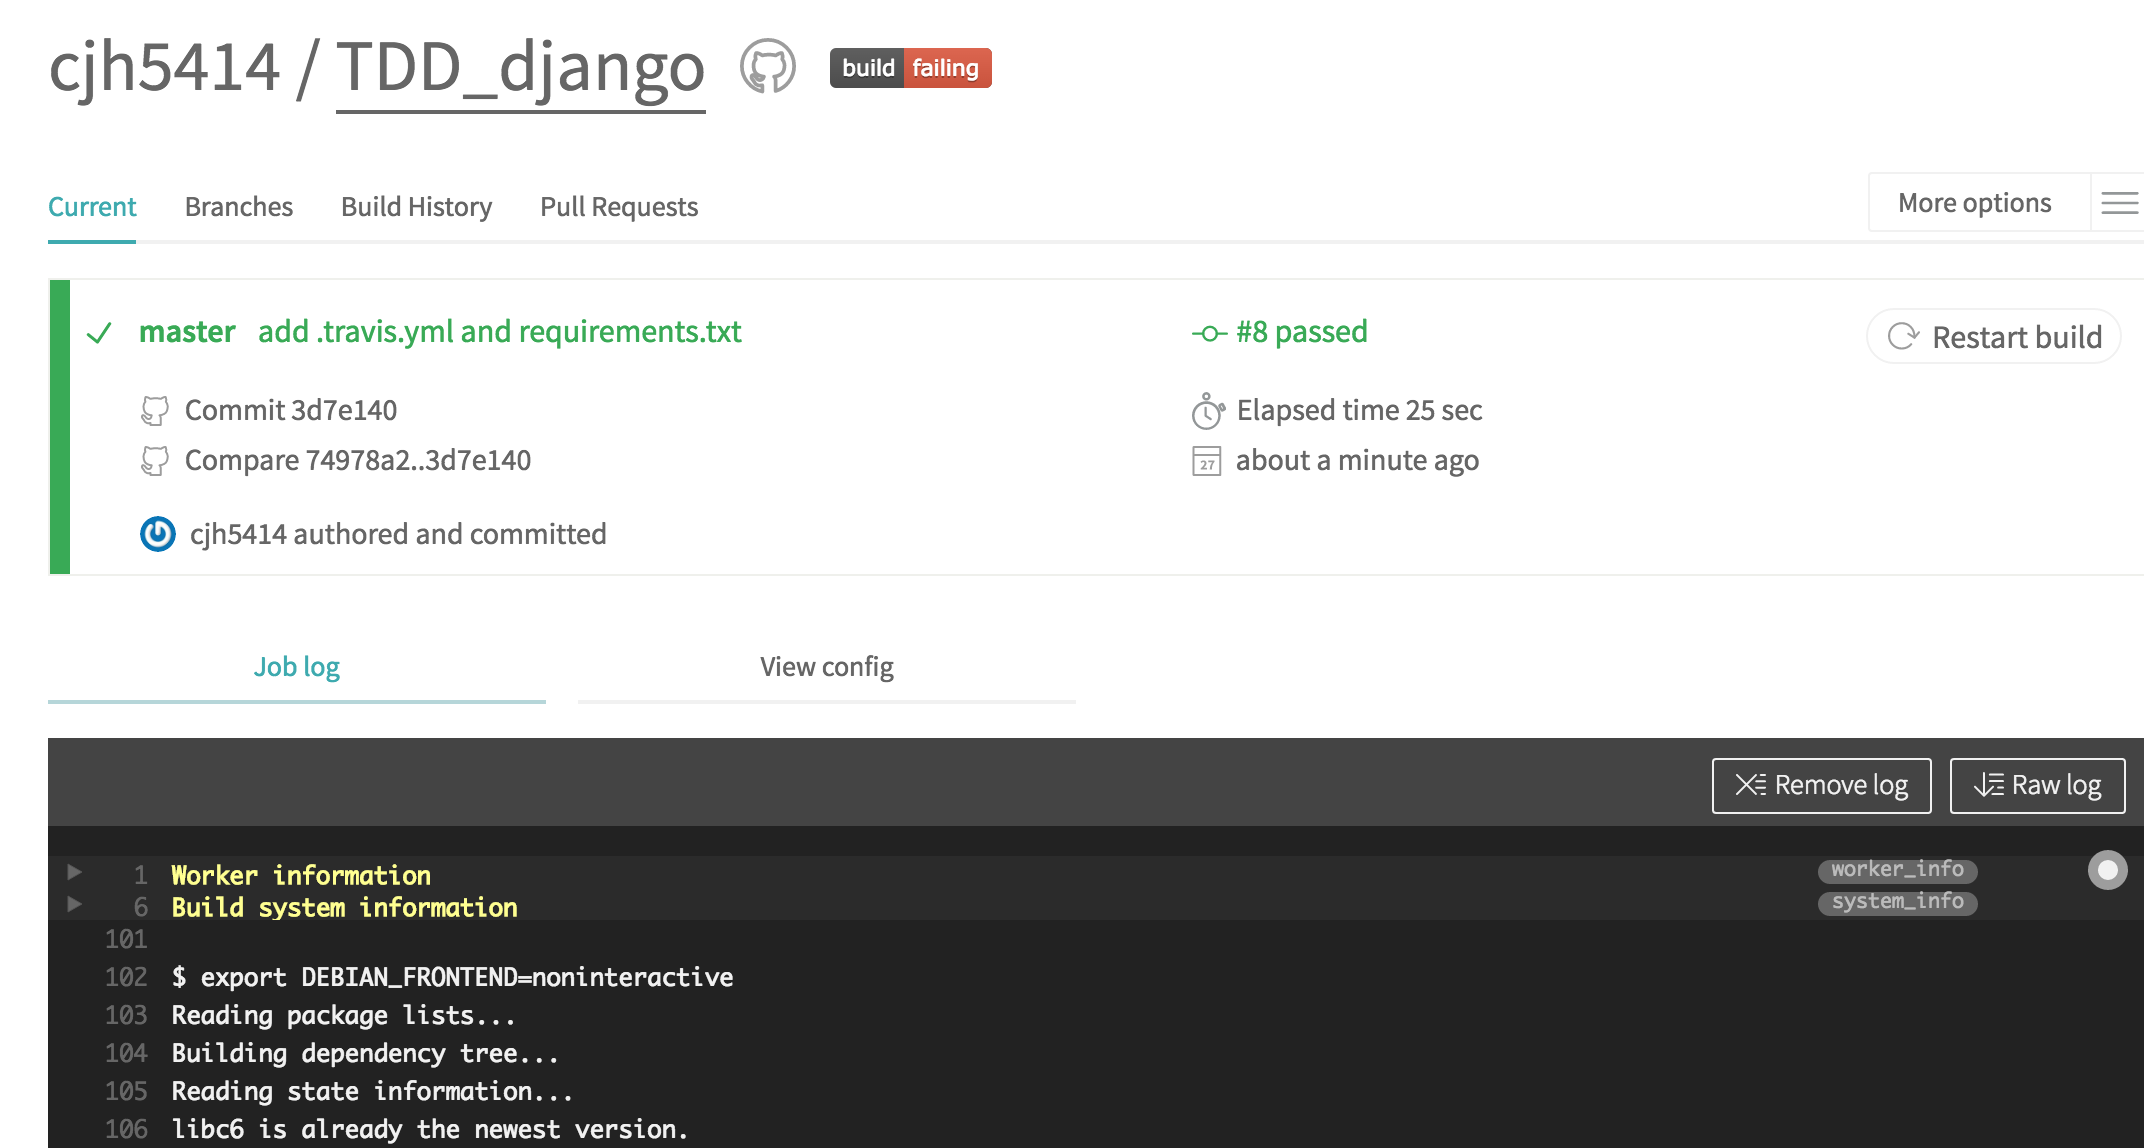 cjh5414 / TDD_django build failing
Current Branches Build History Pull Requests More options
master add .travis.yml and requirements.txt #8 passed Restart build
Commit 3d7e140 Elapsed time 25 sec
Compare 74978a2..3d7e140 27 about a minute ago
cjh5414 authored and committed
Job log View config
Remove log Raw log
1 Worker information worker_info
6 Build system information system_info
101
102 $ export DEBIAN_FRONTEND=noninteractive
103 Reading package lists...
104 Building dependency tree...
105 Reading state information...
106 libc6 is already the newest version.